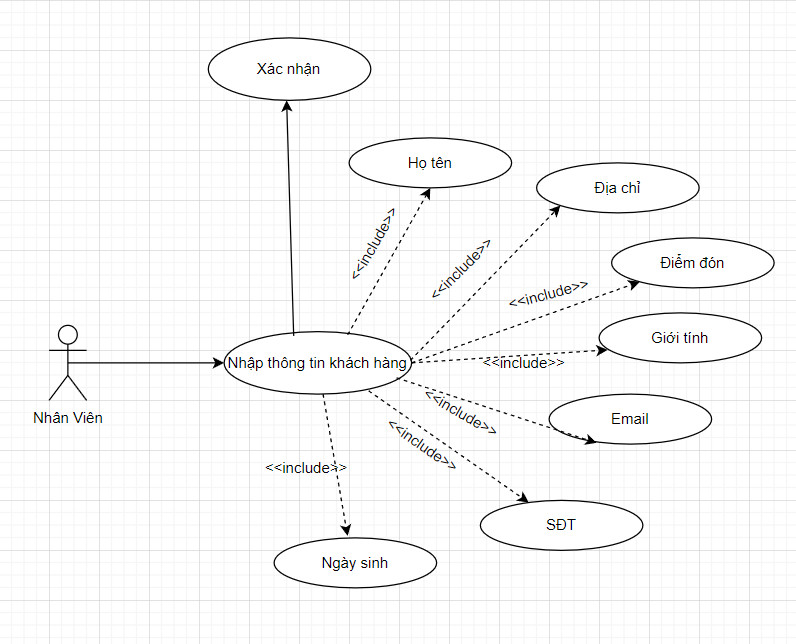 Xác nhận
Họ tên
Địa chỉ
<<include>>
<<include>>
Điểm đón
<<include>>
Giới tính
Nhập thông tin khách hàng
<<include>>
Nhân Viên
<<include>>
Email
<<include>>
<<include>>
SĐT
Ngày sinh